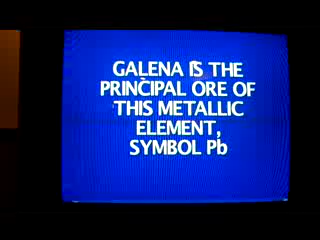 GALENA IS THE
PRINCIPAL ORE OF
THIS METALLIC
ELEMENT,
SYMBOL Pb